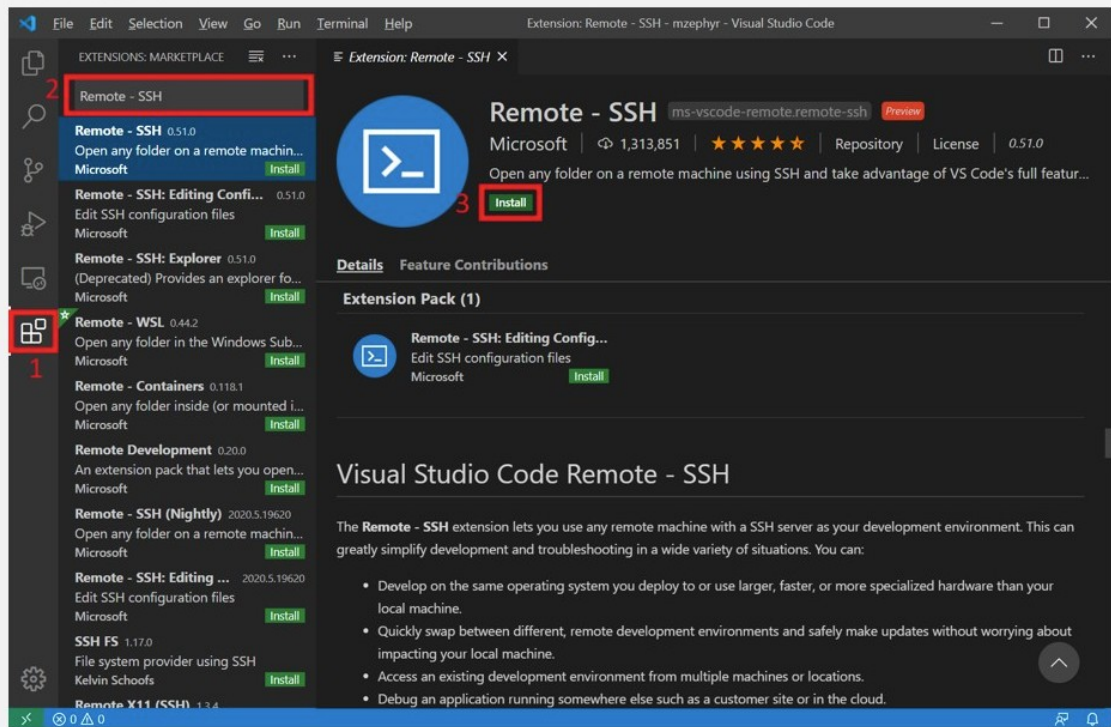 File Edit Selection View Go Run Terminal Help
Extension: Remote - SSH - mzephyr - Visual Studio Code
EXTENSIONS: MARKETPLACE
2
Remote - SSH
Remote - SSH 0.51.0
Open any folder on a remote machin...
Microsoft Install
Remote - SSH: Editing Confi... 0.51.0
Edit SSH configuration files
Microsoft Install
Remote - SSH: Explorer 0.51.0
(Deprecated) Provides an explorer fo...
Microsoft Install
Remote - WSL 0.44.2
Open any folder in the Windows Sub...
Microsoft Install
1
Remote - Containers 0.118.1
Open any folder inside (or mounted i...
Microsoft Install
Remote Development 0.20.0
An extension pack that lets you open...
Microsoft Install
Remote - SSH (Nightly) 2020.5.19620
Open any folder on a remote machin...
Microsoft Install
Remote - SSH: Editing ... 2020.5.19620
Edit SSH configuration files
Microsoft Install
SSH FS 1.17.0
File system provider using SSH
Kelvin Schoofs Install
Remote X11 (SSH) 1.3.4
0 0
Extension: Remote - SSH
Remote - SSH ms-vscode-remote.remote-ssh Preview
Microsoft 1,313,851 Repository License 0.51.0
Open any folder on a remote machine using SSH and take advantage of VS Code's full featur...
3 Install
Details Feature Contributions
Extension Pack (1)
Remote - SSH: Editing Config...
Edit SSH configuration files
Microsoft Install
Visual Studio Code Remote - SSH
The Remote - SSH extension lets you use any remote machine with a SSH server as your development environment. This can
greatly simplify development and troubleshooting in a wide variety of situations. You can:
• Develop on the same operating system you deploy to or use larger, faster, or more specialized hardware than your
local machine.
• Quickly swap between different, remote development environments and safely make updates without worrying about
impacting your local machine.
• Access an existing development environment from multiple machines or locations.
• Debug an application running somewhere else such as a customer site or in the cloud.